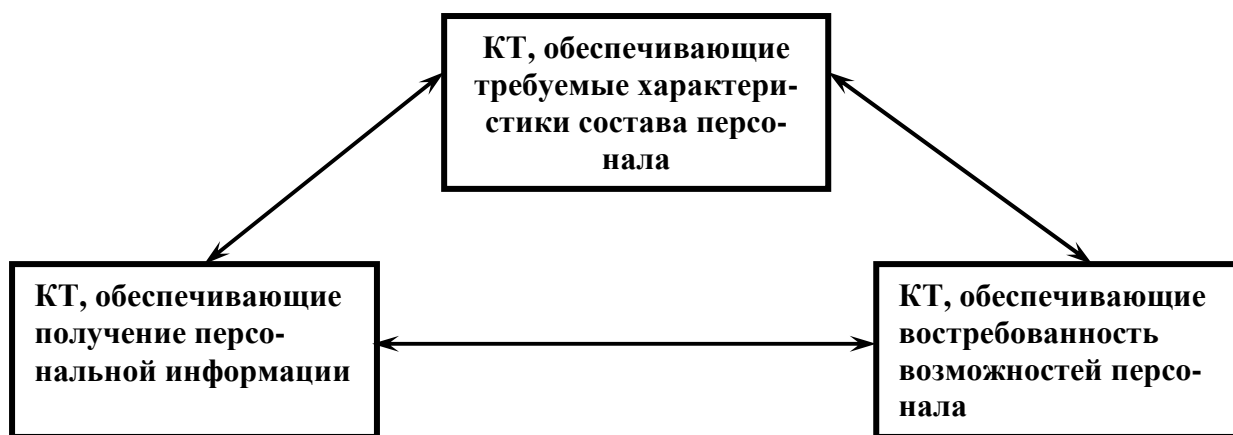 КТ, обеспечивающие
требуемые характери-
стики состава персо-
нала
КТ, обеспечивающие
получение персо-
нальной информации
КТ, обеспечивающие
востребованность
возможностей персо-
нала